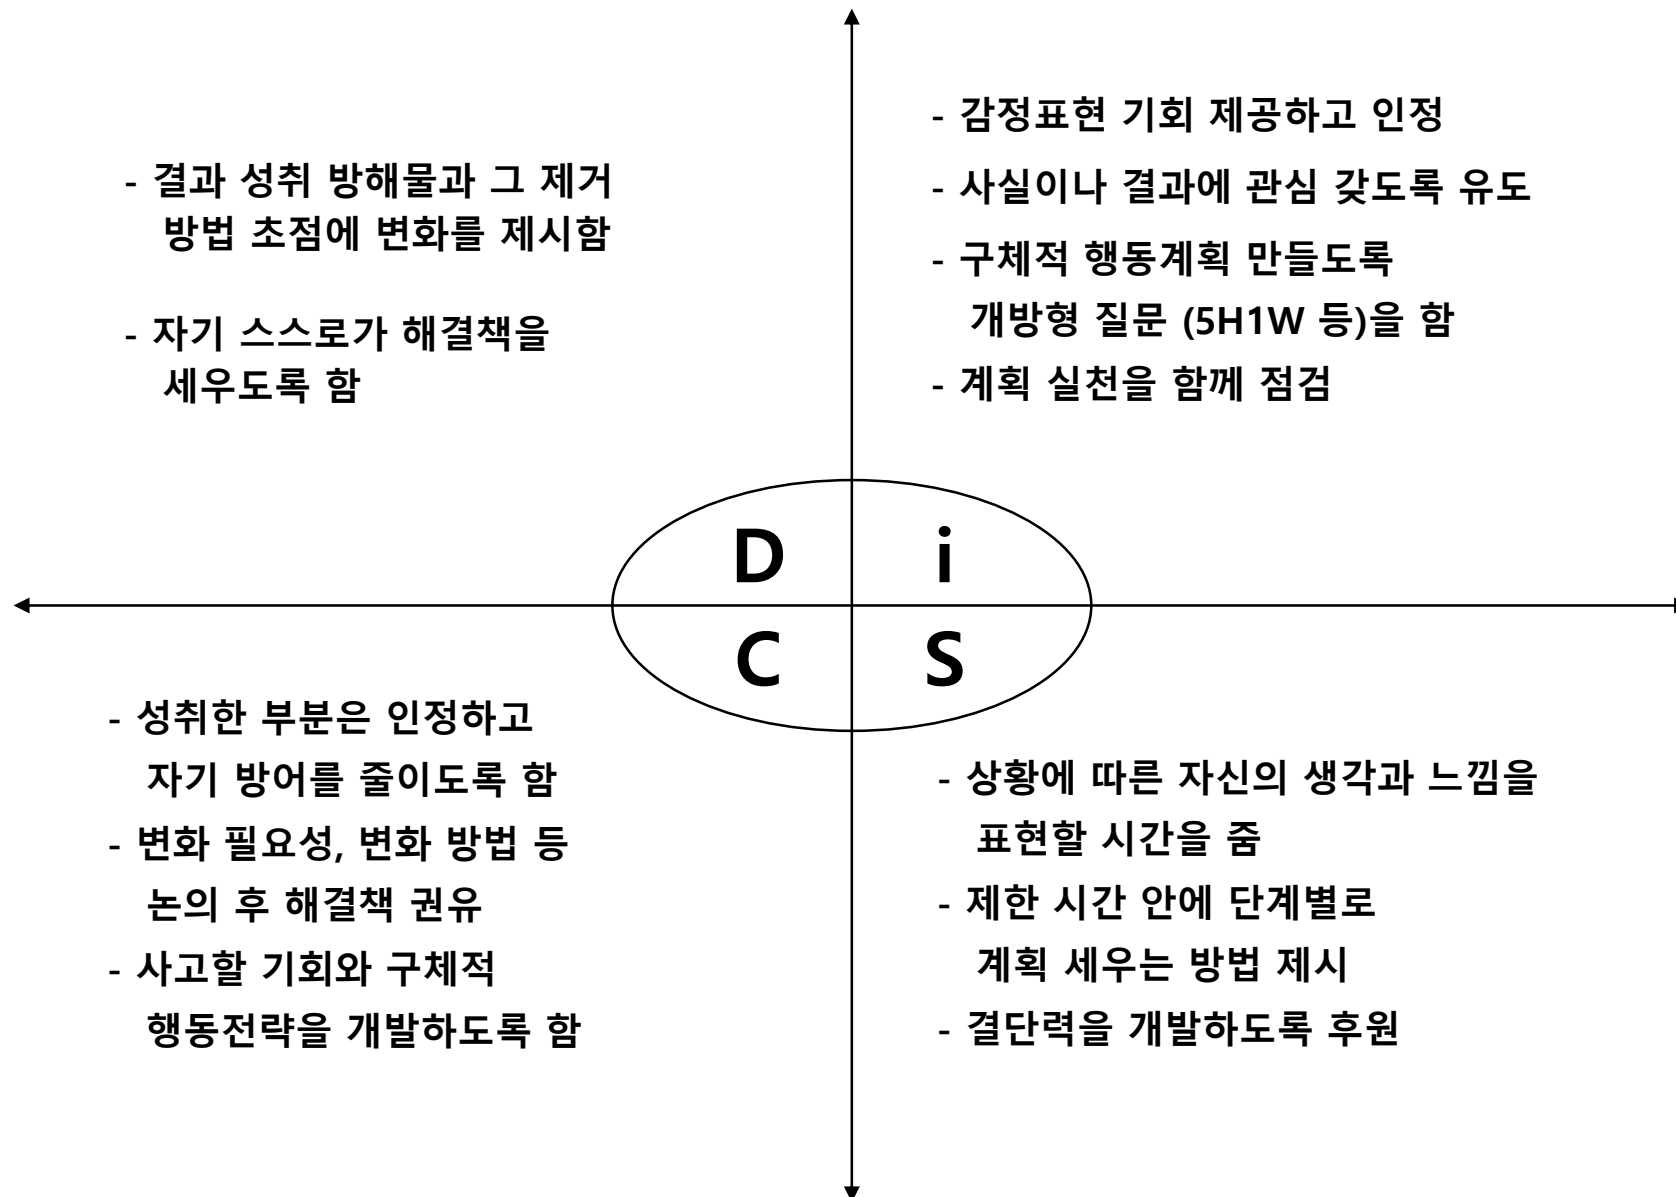 - 결과 성취 방해물과 그 제거
방법 초점에 변화를 제시함
- 자기 스스로가 해결책을
세우도록 함
- 감정표현 기회 제공하고 인정
- 사실이나 결과에 관심 갖도록 유도
- 구체적 행동계획 만들도록
개방형 질문 (5H1W 등)을 함
- 계획 실천을 함께 점검
D i
C S
- 성취한 부분은 인정하고
자기 방어를 줄이도록 함
- 변화 필요성, 변화 방법 등
논의 후 해결책 권유
- 사고할 기회와 구체적
행동전략을 개발하도록 함
- 상황에 따른 자신의 생각과 느낌을
표현할 시간을 줌
- 제한 시간 안에 단계별로
계획 세우는 방법 제시
- 결단력을 개발하도록 후원